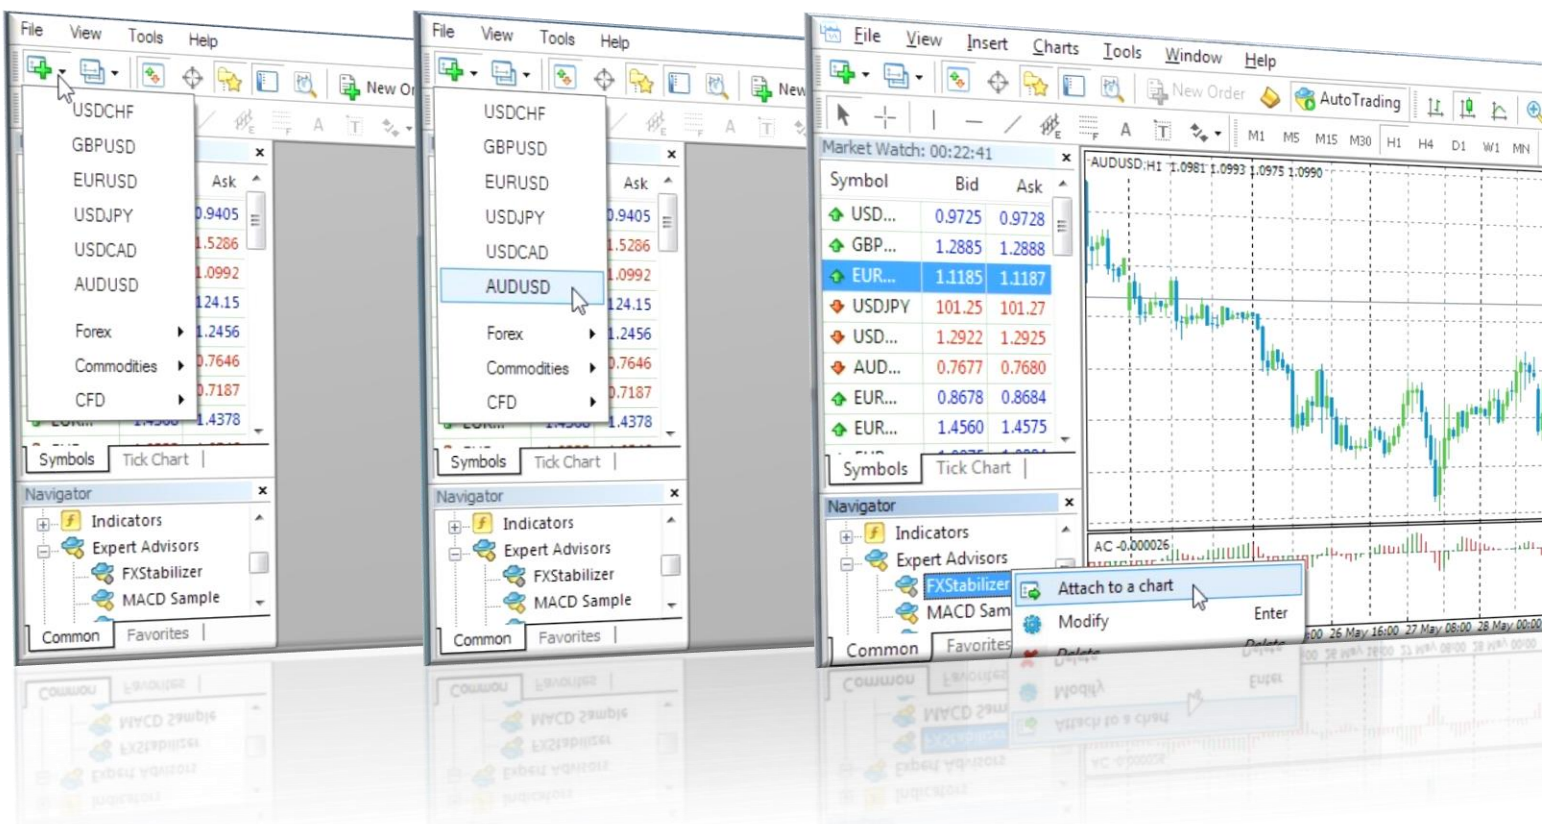 File View Tools Help
New Or
USDCHF
GBPUSD
EURUSD
USDJPY
USDCAD
AUDUSD
Forex
Commodities
CFD
Ask
0.9405
1.5286
1.0992
124.15
1.2456
0.7646
0.7187
1.4378
Symbols Tick Chart
Navigator
Indicators
Expert Advisors
FXStabilizer
MACD Sample
Common Favorites
File View Tools Help
New
USDCHF
GBPUSD
EURUSD
USDJPY
USDCAD
AUDUSD
Forex
Commodities
CFD
Ask
0.9405
1.5286
1.0992
124.15
1.2456
0.7646
0.7187
1.4378
Symbols Tick Chart
Navigator
Indicators
Expert Advisors
FXStabilizer
MACD Sample
Common Favorites
File View Insert Charts Tools Window Help
New Order AutoTrading
A T M1 M5 M15 M30 H1 H4 D1 W1 MN
Market Watch: 00:22:41
Symbol Bid Ask
USD... 0.9725 0.9728
GBP... 1.2885 1.2888
EUR... 1.1185 1.1187
USDJPY 101.25 101.27
USD... 1.2922 1.2925
AUD... 0.7677 0.7680
EUR... 0.8678 0.8684
EUR... 1.4560 1.4575
Symbols Tick Chart
AUDUSD,H1 1.0981 1.0993 1.0975 1.0990
AC -0.000026
26 May 16:00 27 May 08:00 28 May 00:00
Navigator
Indicators
Expert Advisors
FXStabilizer
MACD Sam
Common Favorites
Attach to a chart
Modify Enter
Delete Delete